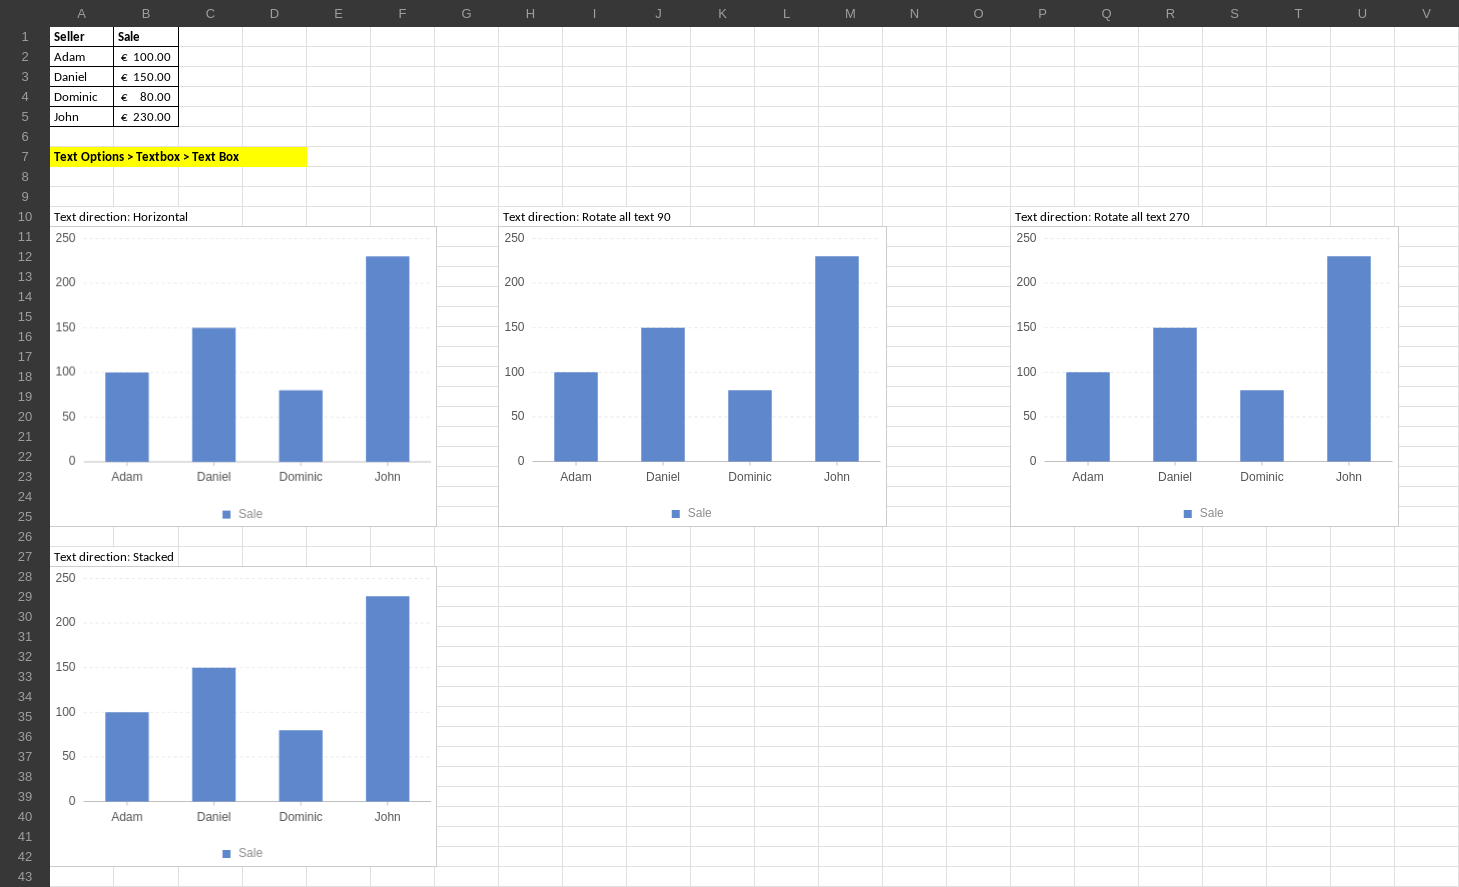 A B C D E F G H I J K L M N O P Q R S T U V
1 Seller Sale
2 Adam € 100.00
3 Daniel € 150.00
4 Dominic € 80.00
5 John € 230.00
6
7 Text Options > Textbox > Text Box
8
9
10 Text direction: Horizontal Text direction: Rotate all text 90 Text direction: Rotate all text 270
11 250 250 250
12
13 200 200 200
14
15
16 150 150 150
17
18 100 100 100
19
20 50 50 50
21
22 0 0 0
23 Adam Daniel Dominic John Adam Daniel Dominic John Adam Daniel Dominic John
24
25 Sale Sale Sale
26
27 Text direction: Stacked
28 250
29
30 200
31
32
33 150
34
35 100
36
37 50
38
39 0
40 Adam Daniel Dominic John
41
42 Sale
43